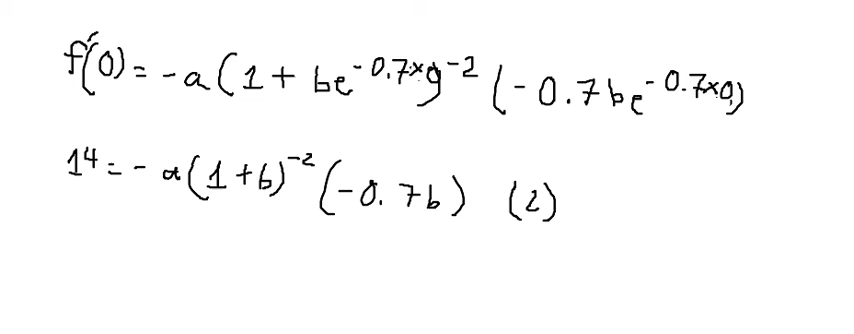 f'(0) = -a(1 + be^{-0.7×0})^{-2} (-0.7be^{-0.7×0})
14 = -a(1+b)^{-2} (-0.7b) (2)